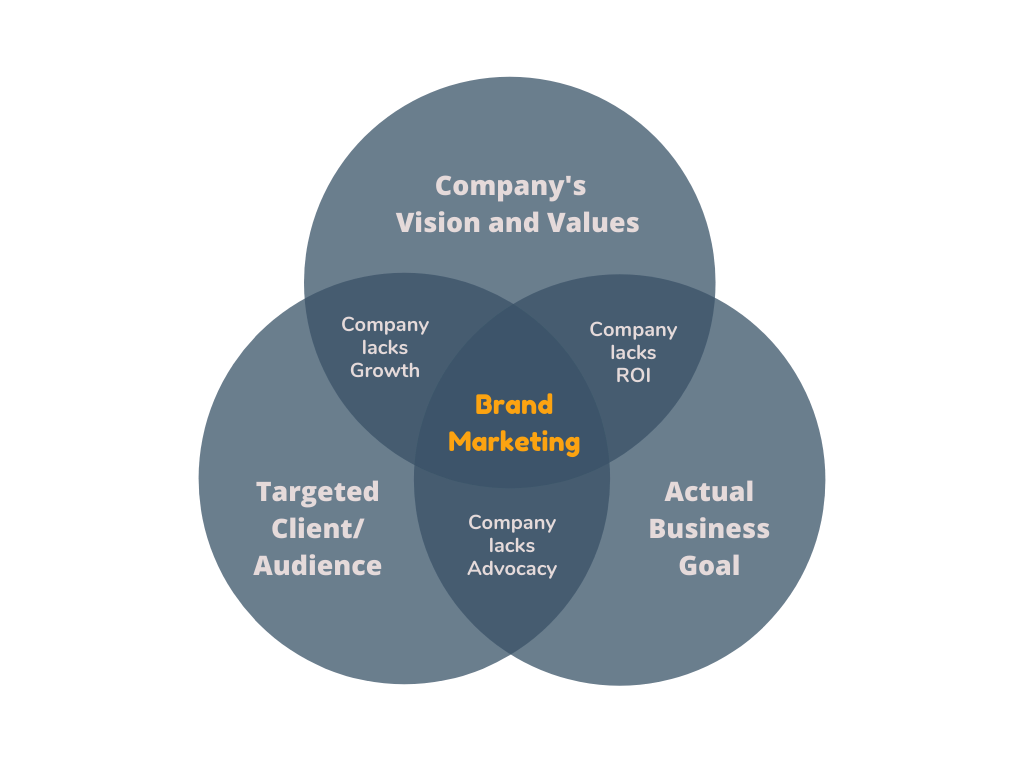 Company's
Vision and Values
Company
lacks
Growth
Company
lacks
ROI
Brand
Marketing
Targeted
Client/
Audience
Actual
Business
Goal
Company
lacks
Advocacy